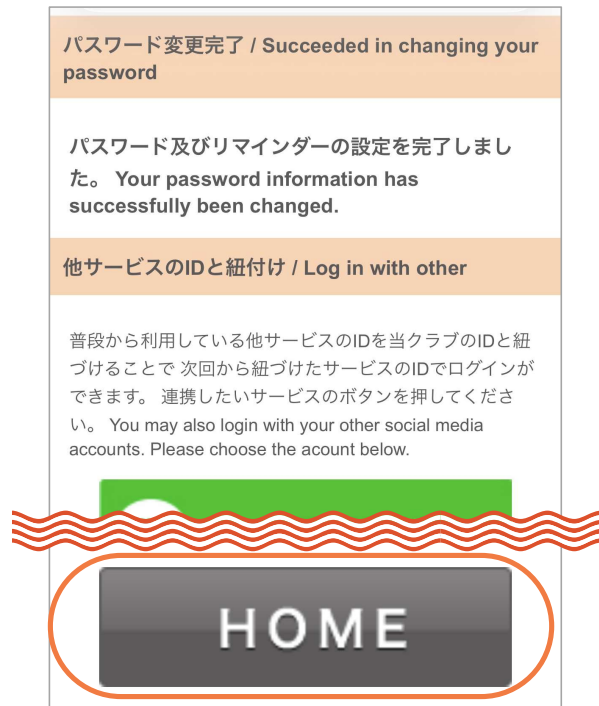 パスワード変更完了 / Succeeded in changing your
password
パスワード及びリマインダーの設定を完了しまし
た。 Your password information has
successfully been changed.
他サービスのIDと紐付け / Log in with other
普段から利用している他サービスのIDを当クラブのIDと紐
づけることで 次回から紐づけたサービスのIDでログインが
できます。 連携したいサービスのボタンを押してくださ
い。 You may also login with your other social media
accounts. Please choose the acount below.
HOME